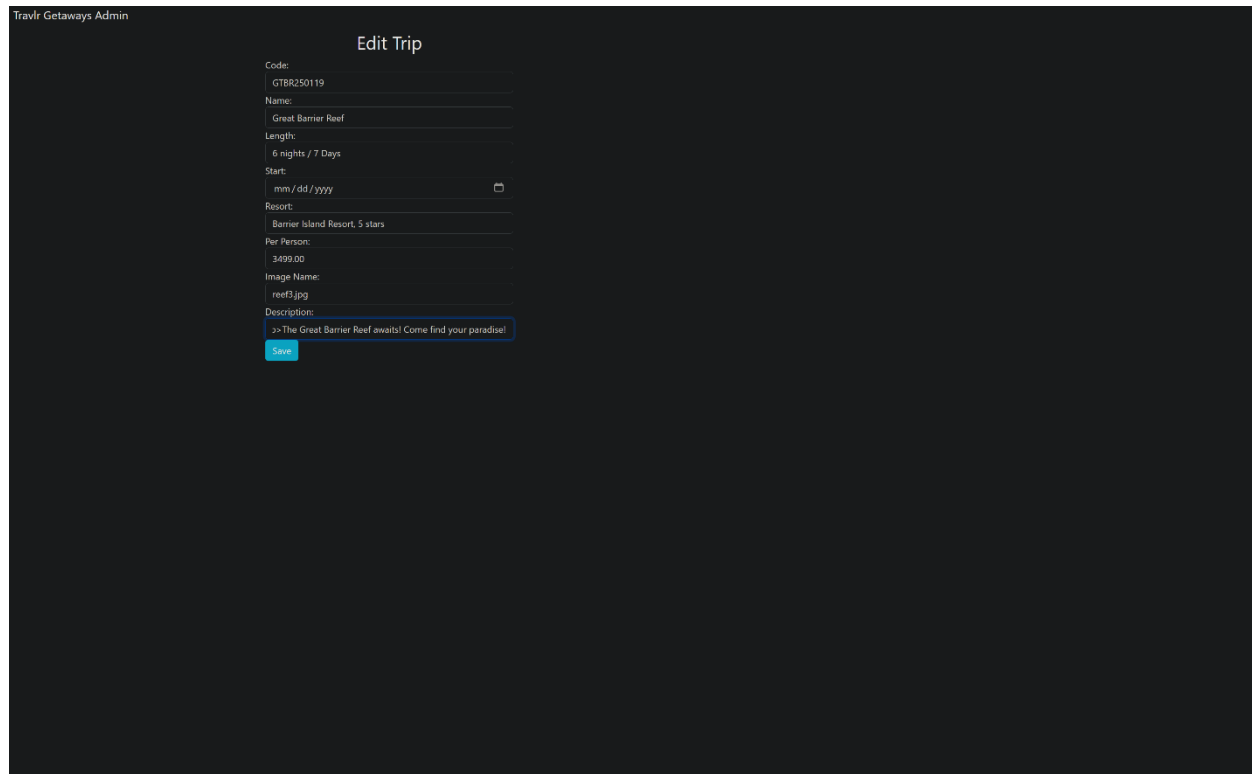 Travlr Getaways Admin
Edit Trip
Code:
GTBR250119
Name:
Great Barrier Reef
Length:
6 nights / 7 Days
Start:
mm/dd/yyyy
Resort:
Barrier Island Resort, 5 stars
Per Person:
3499.00
Image Name:
reef3.jpg
Description:
>The Great Barrier Reef awaits! Come find your paradise!
Save